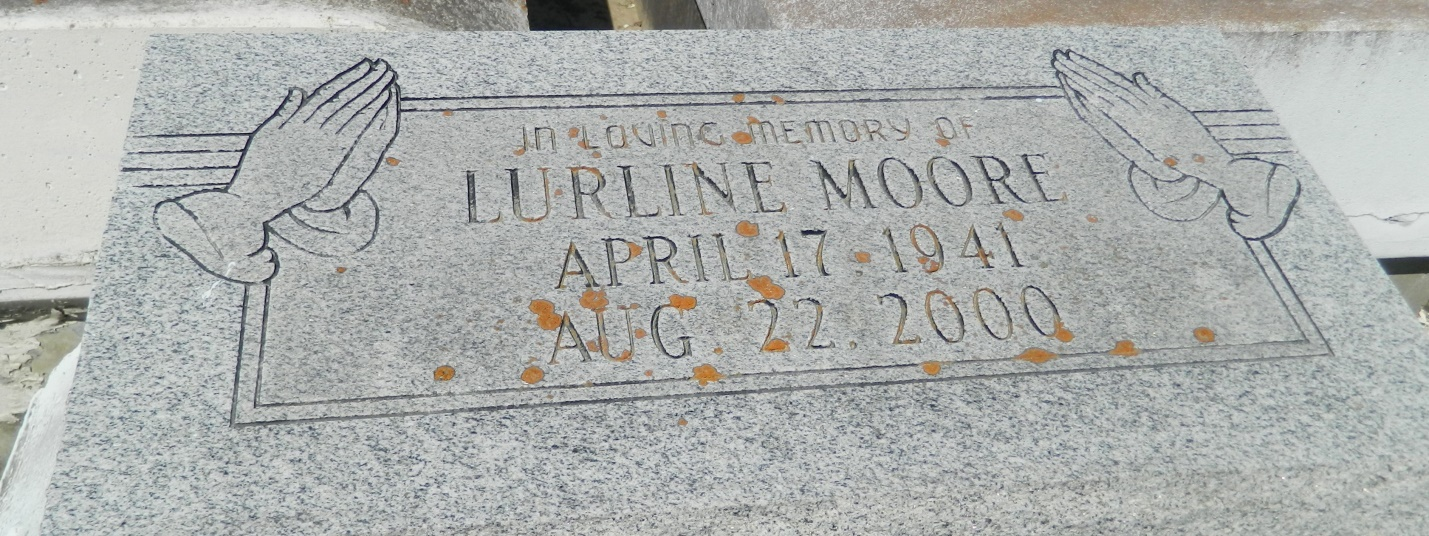 In Loving Memory Of
LURLINE MOORE
APRIL 17. 1941
AUG. 22. 2000